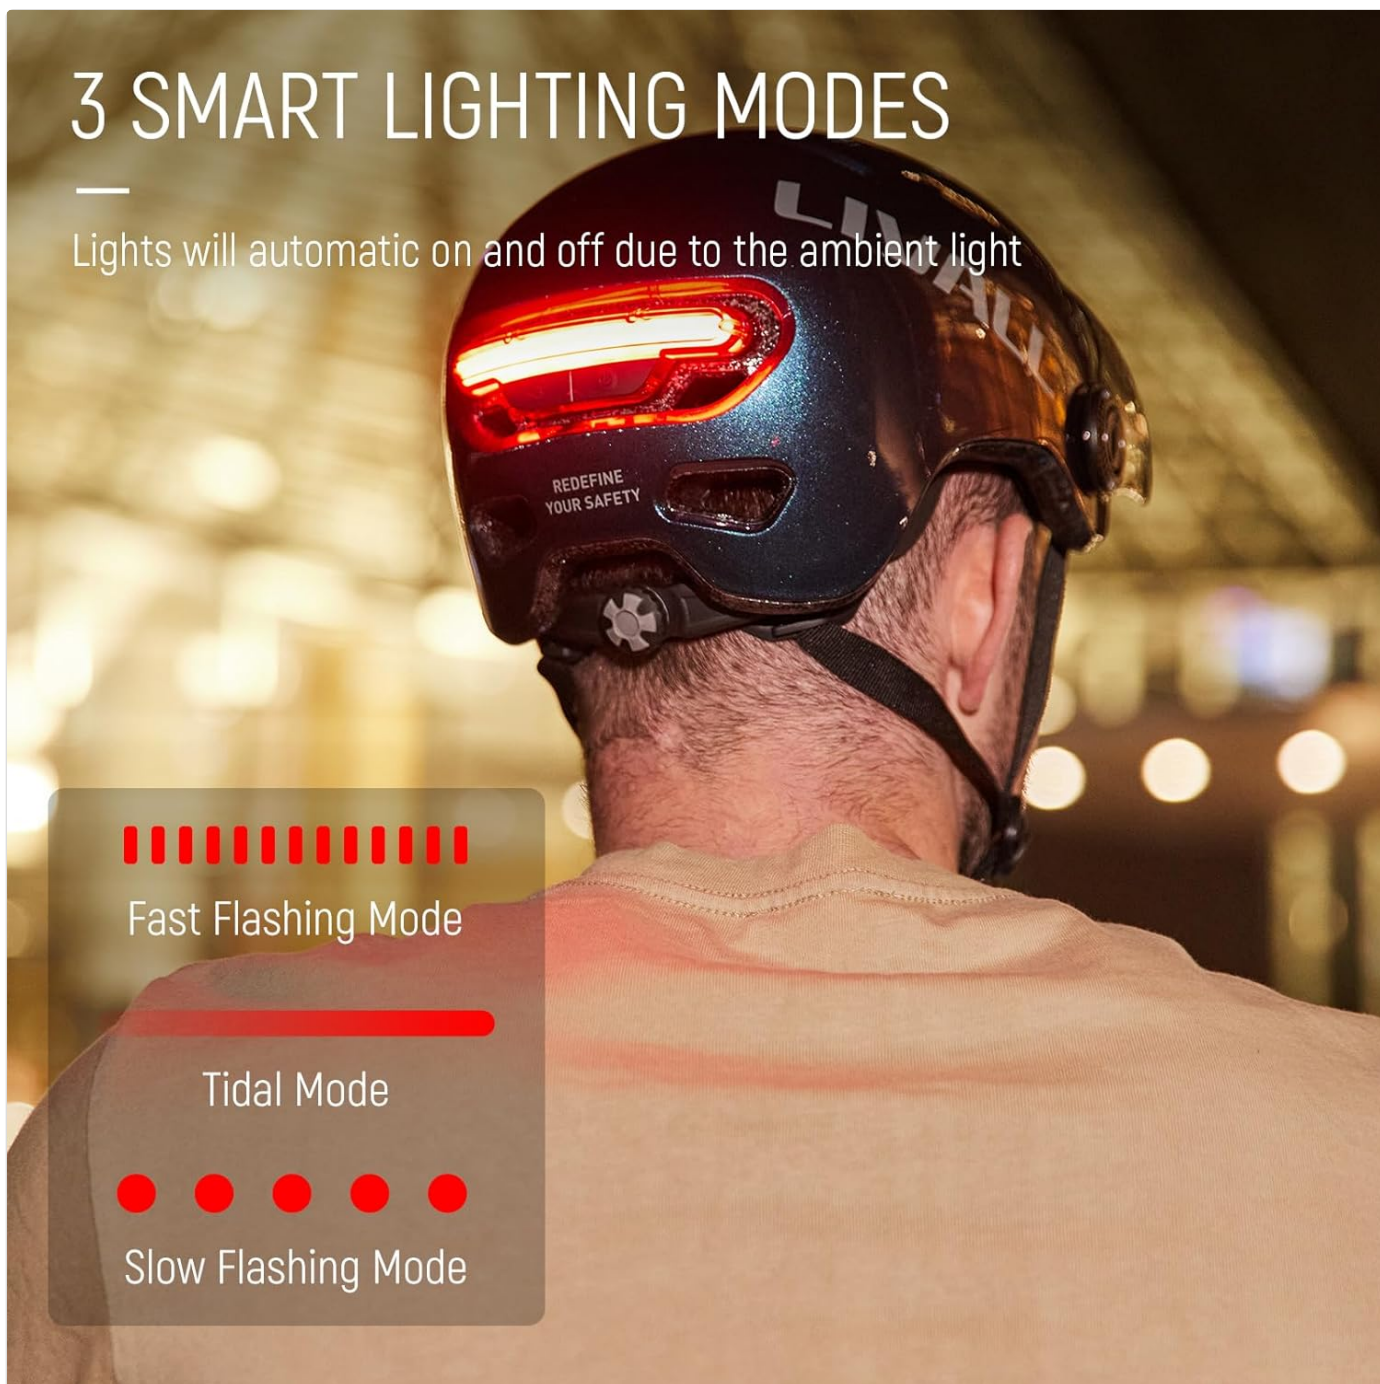 3 SMART LIGHTING MODES
Lights will automatic on and off due to the ambient light
LIVALL
REDEFINE
YOUR SAFETY
Fast Flashing Mode
Tidal Mode
Slow Flashing Mode